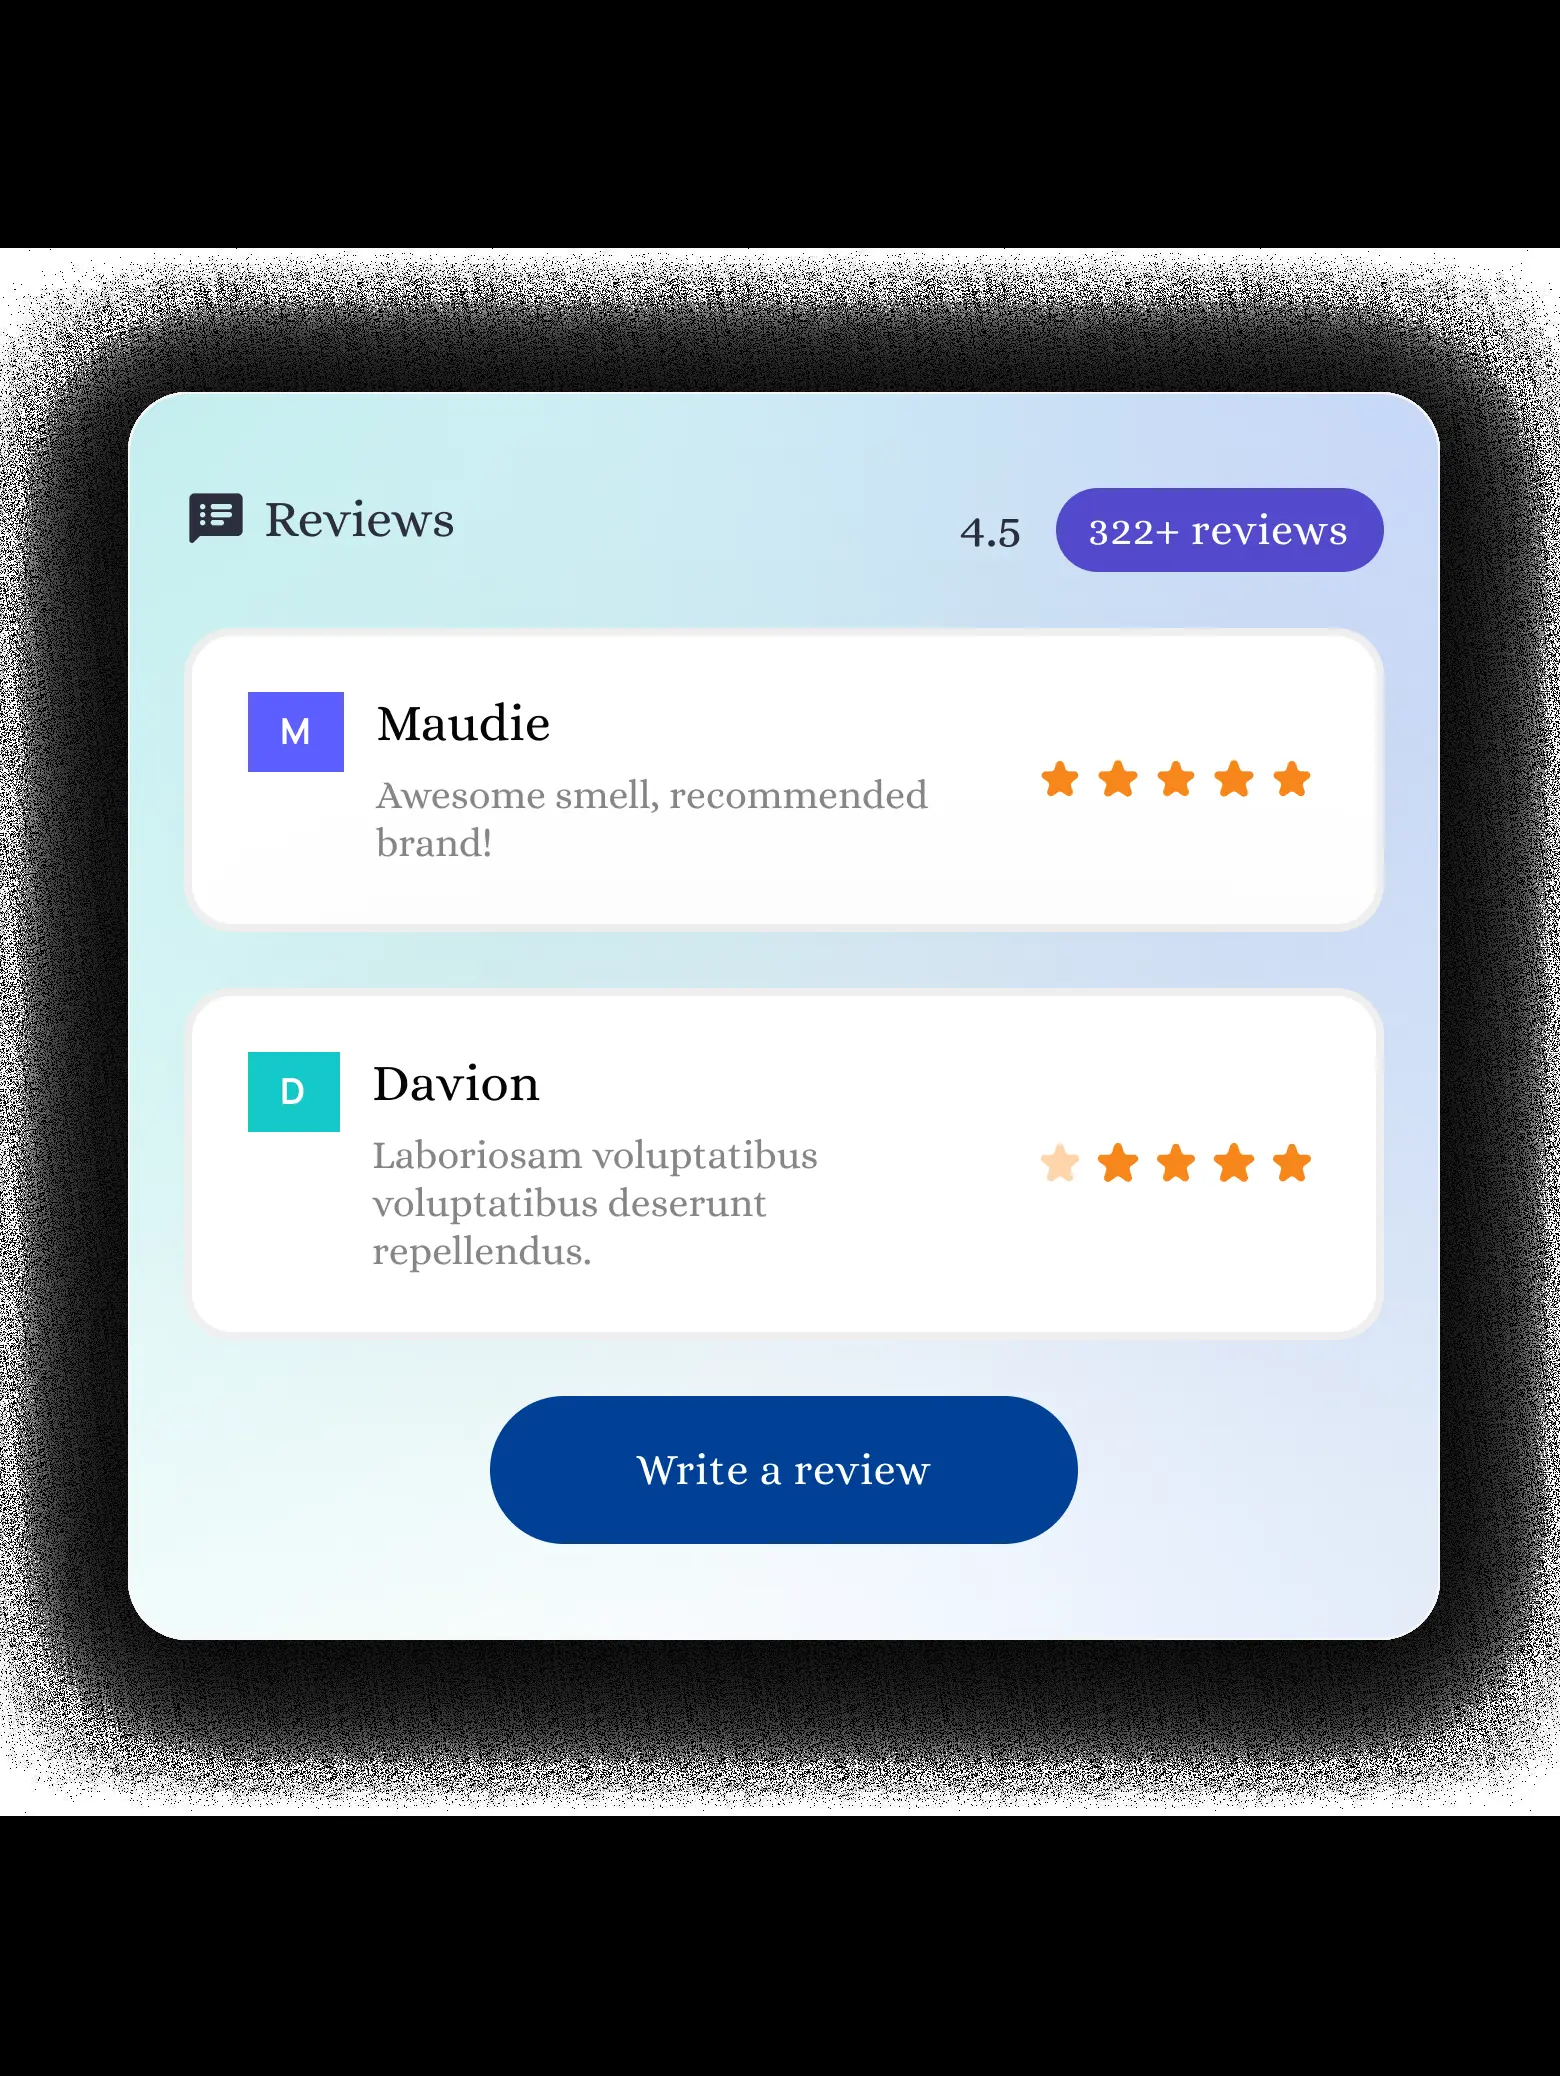 Reviews
4.5
322+ reviews
M
Maudie
Awesome smell, recommended
brand!
D
Davion
Laboriosam voluptatibus
voluptatibus deserunt
repellendus.
Write a review